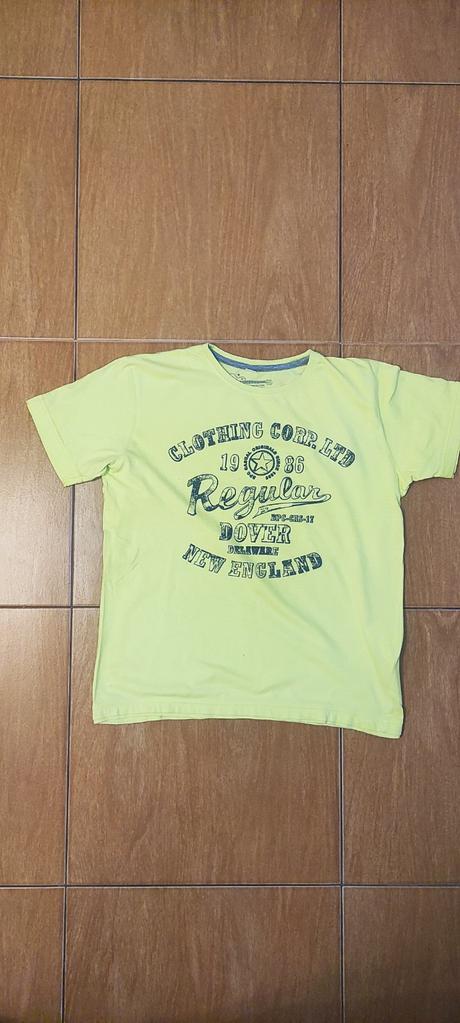 CLOTHING CORP. LTD
19 86
Regular
DOVER
DELAWARE
NEW ENGLAND